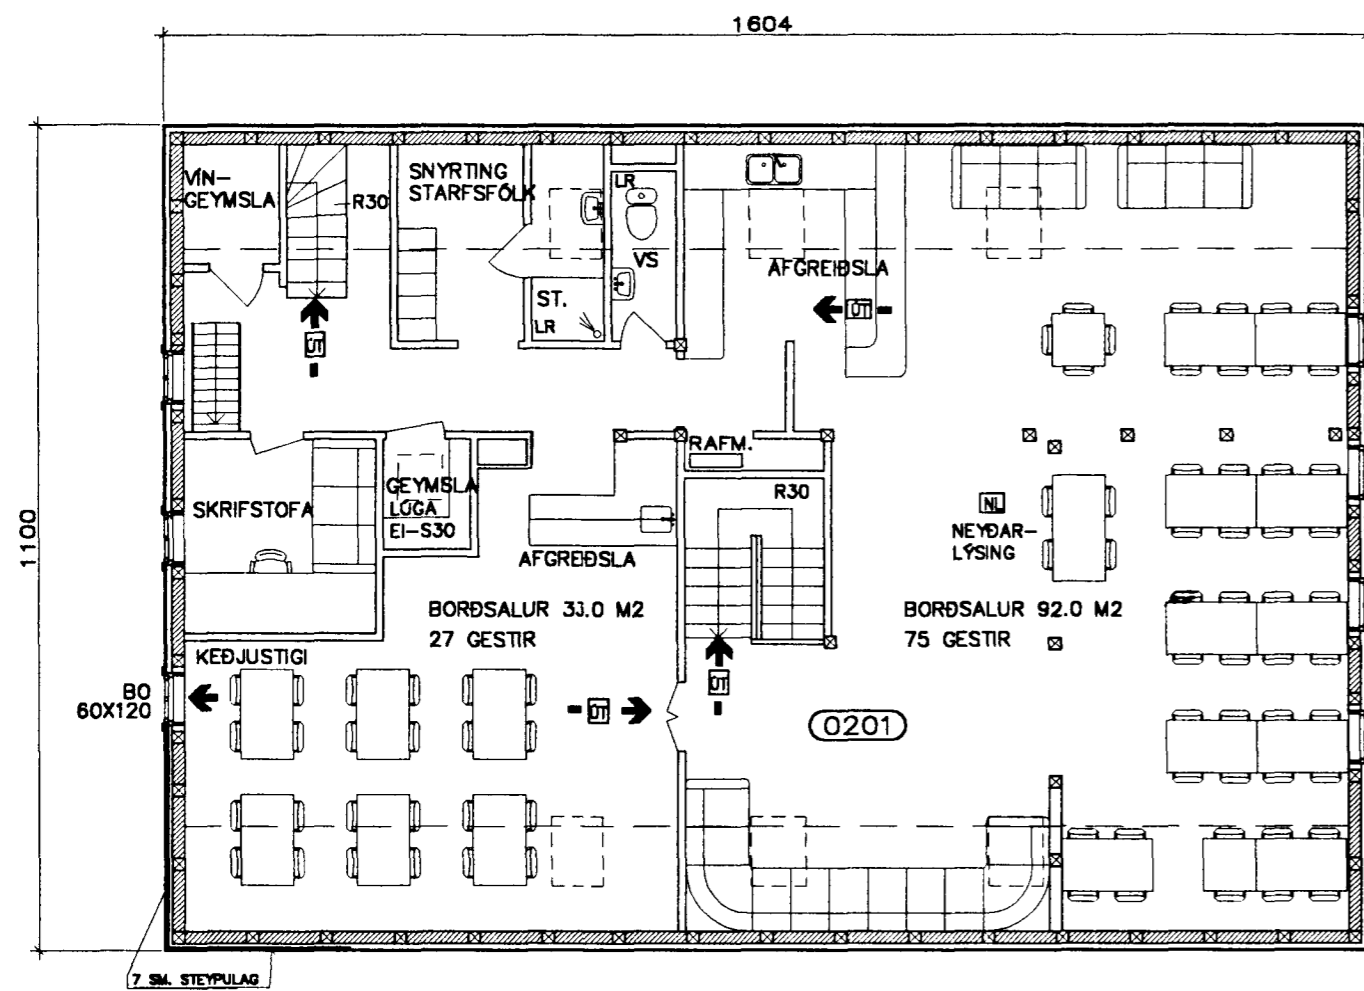 1604
1100
VÍN-
GEYMSLA
R30
SNYRTING
STARFSFÓLK
LR
VS
ST.
LR
AFGREIÐSLA
ÚT
ÚT
RAFM.
R30
SKRIFSTOFA
GEYMSLA
LOGA
EI-S30
AFGREIÐSLA
NL
NEYÐAR-
LÝSING
BORÐSALUR 33.0 M2
27 GESTIR
BORÐSALUR 92.0 M2
75 GESTIR
KEÐJUSTIGI
BO
60X120
ÚT
ÚT
0201
7 SM. STEYPULAG